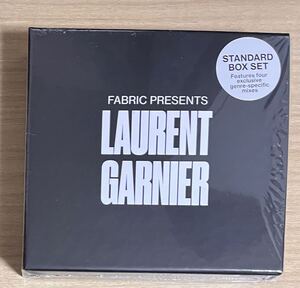 STANDARD
BOX SET
Features four
exclusive
genre-specific
mixes
FABRIC PRESENTS
LAURENT
GARNIER